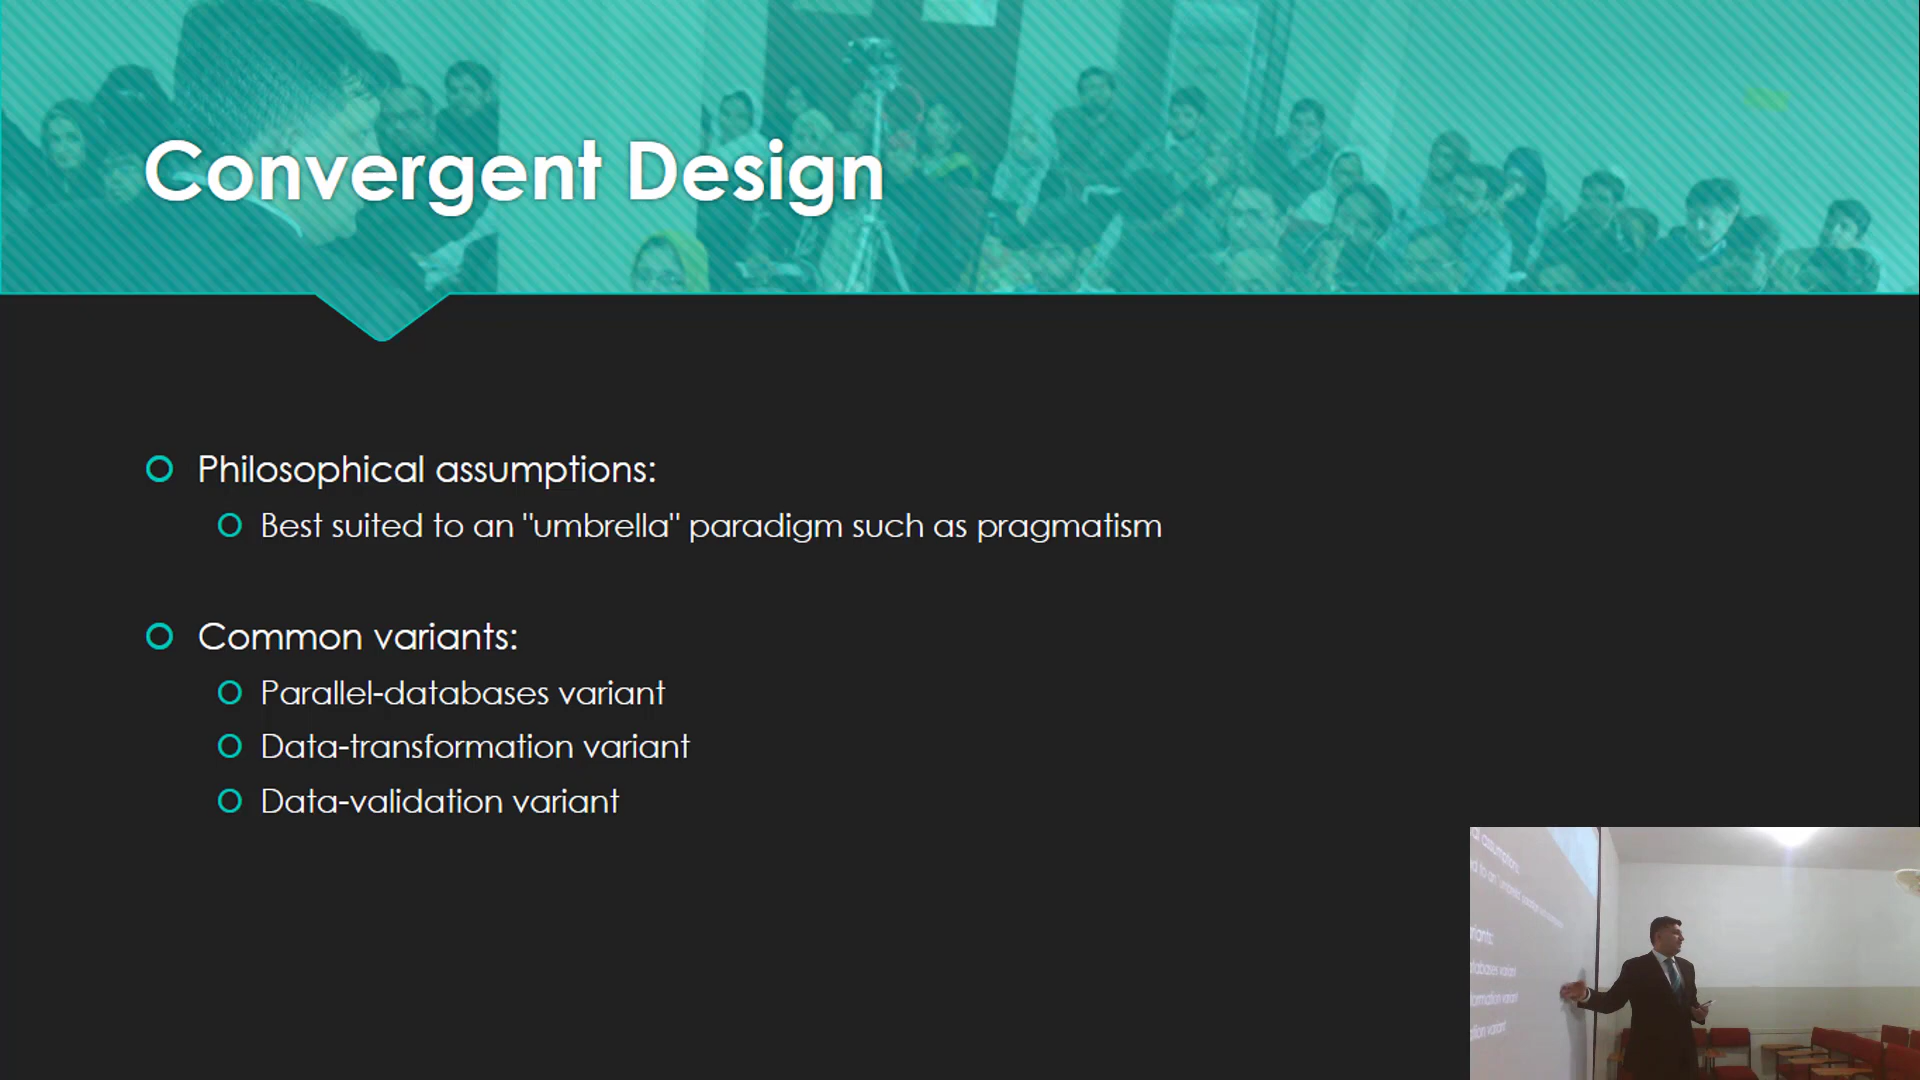 Convergent Design
Philosophical assumptions:
Best suited to an "umbrella" paradigm such as pragmatism
Common variants:
Parallel-databases variant
Data-transformation variant
Data-validation variant